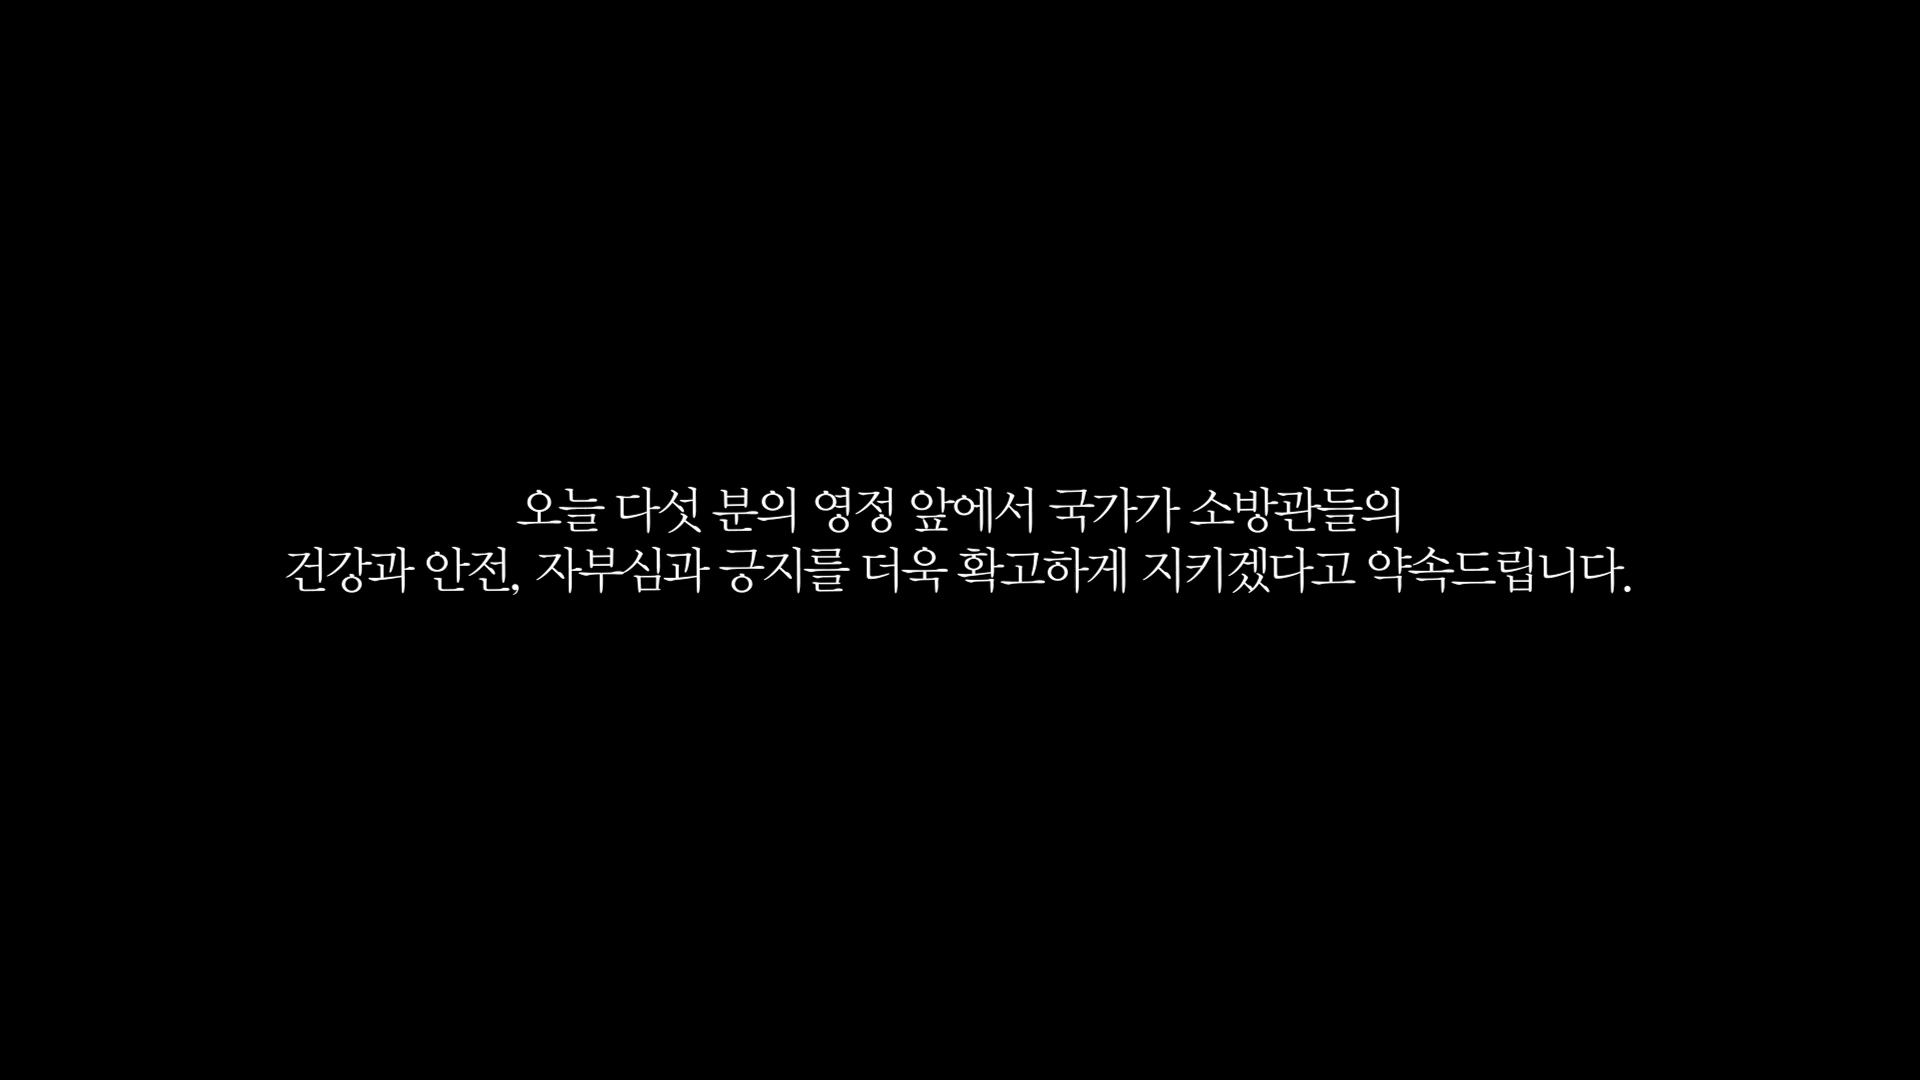 오늘 다섯 분의 영정 앞에서 국가가 소방관들의
건강과 안전, 자부심과 긍지를 더욱 확고하게 지키겠다고 약속드립니다.